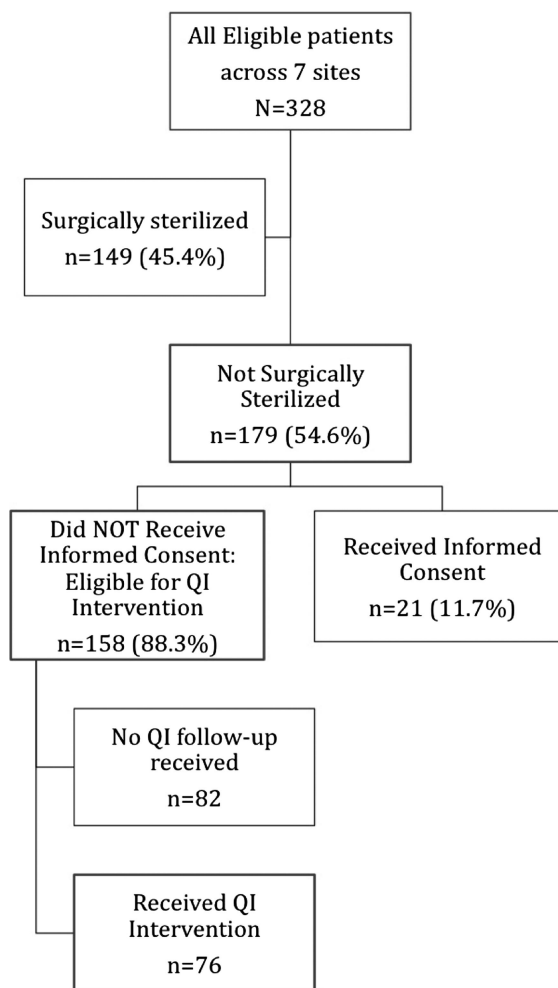 All Eligible patients
across 7 sites
N=328
Surgically sterilized
n=149 (45.4%)
Not Surgically
Sterilized
n=179 (54.6%)
Did NOT Receive
Informed Consent:
Eligible for QI
Intervention
n=158 (88.3%)
Received Informed
Consent
n=21 (11.7%)
No QI follow-up
received
n=82
Received QI
Intervention
n=76